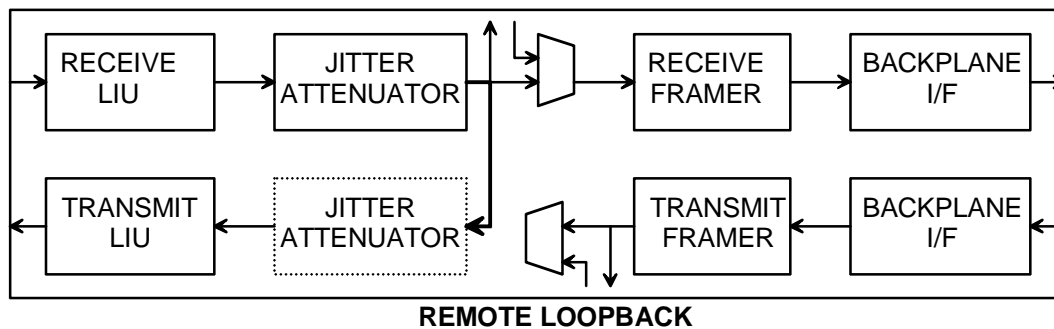 RECEIVE
LIU
JITTER
ATTENUATOR
RECEIVE
FRAMER
BACKPLANE
I/F
TRANSMIT
LIU
JITTER
ATTENUATOR
TRANSMIT
FRAMER
BACKPLANE
I/F
REMOTE LOOPBACK